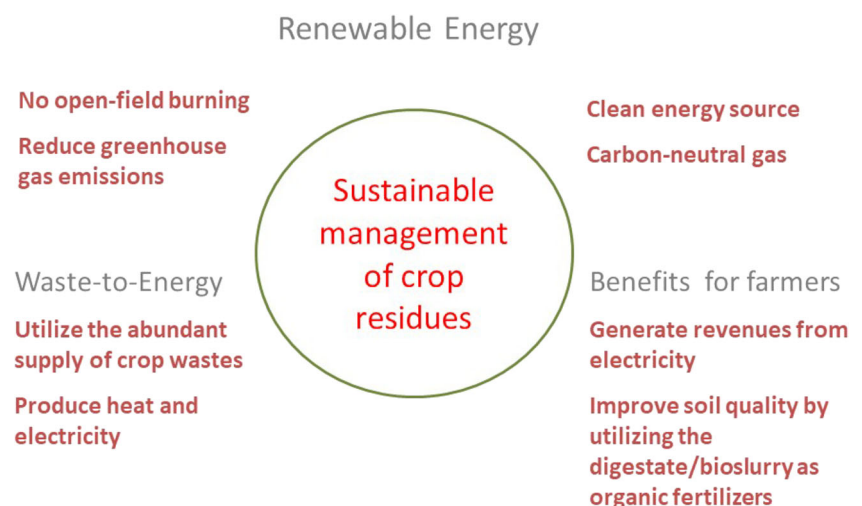 Renewable Energy
No open-field burning
Reduce greenhouse
gas emissions
Clean energy source
Carbon-neutral gas
Sustainable
management
of crop
residues
Waste-to-Energy
Utilize the abundant
supply of crop wastes
Produce heat and
electricity
Benefits for farmers
Generate revenues from
electricity
Improve soil quality by
utilizing the
digestate/bioslurry as
organic fertilizers